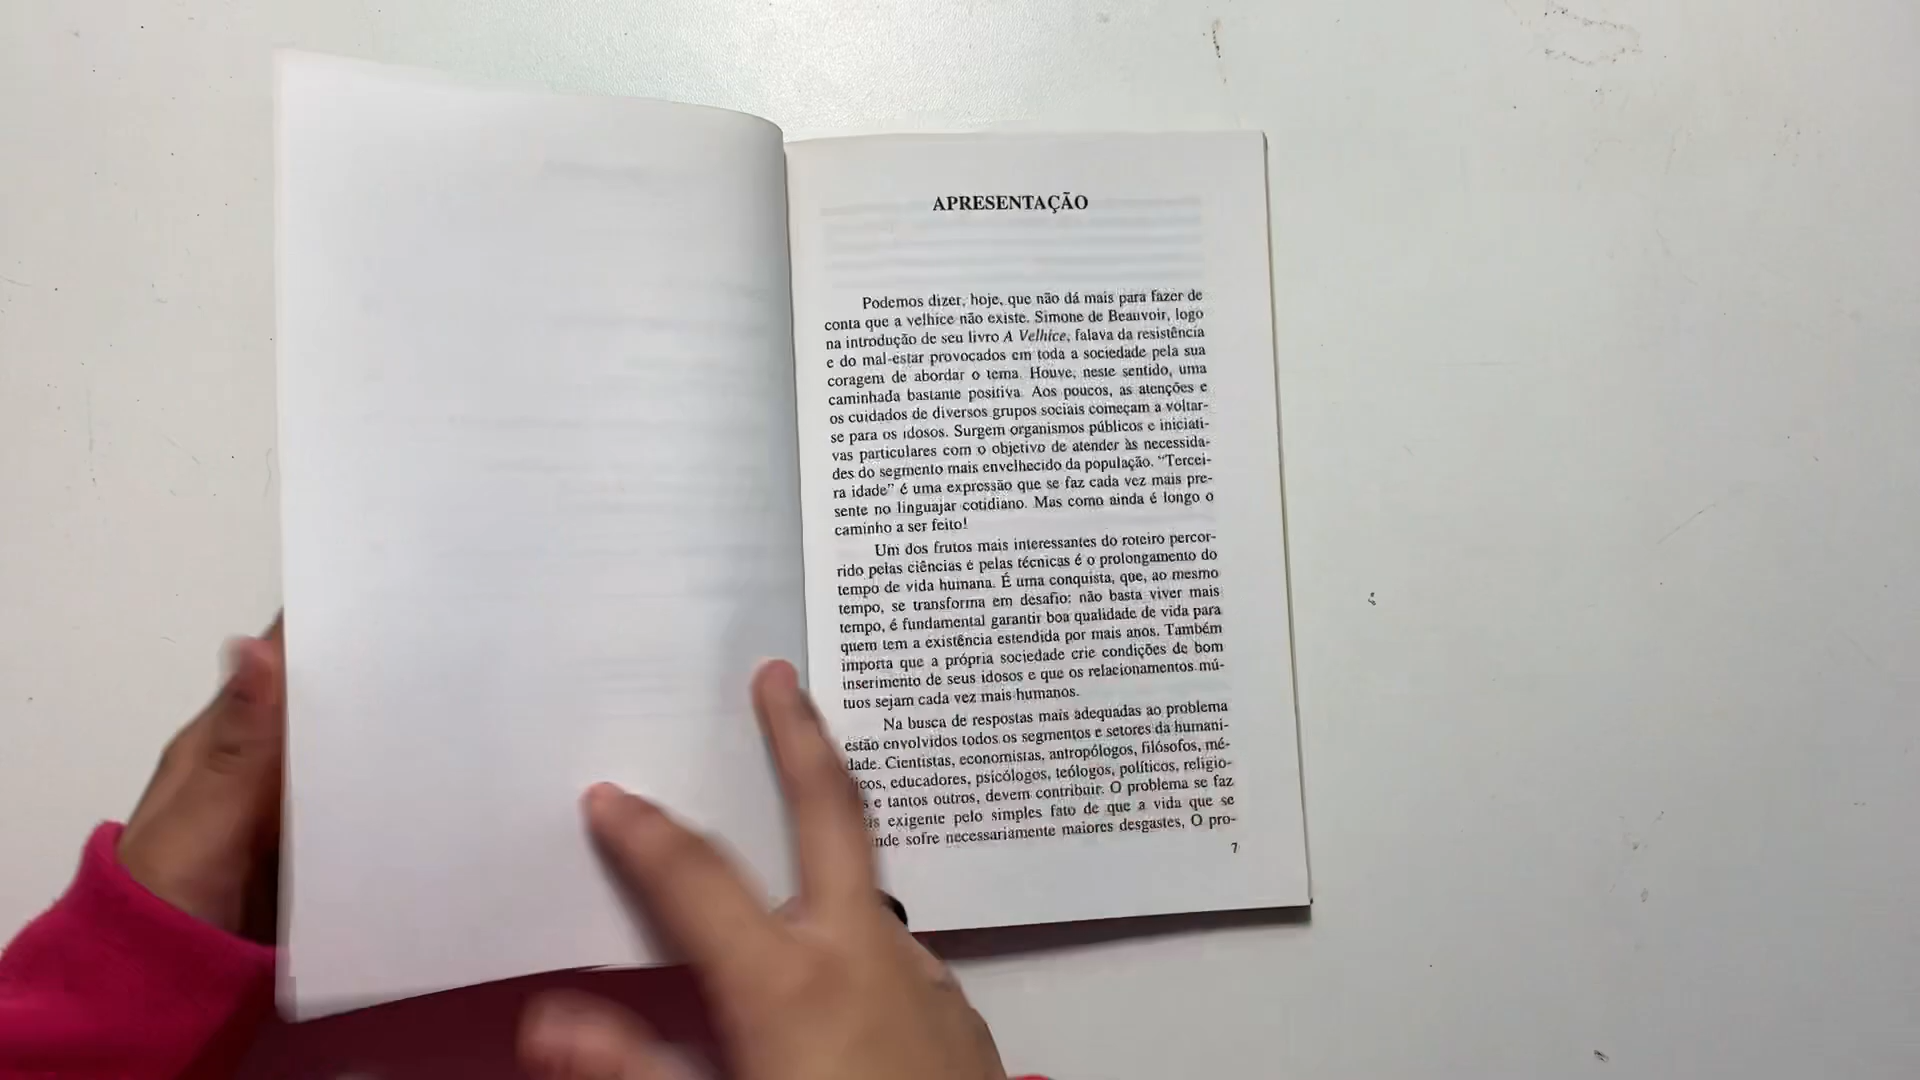 APRESENTAÇÃO
Podemos dizer, hoje, que não dá mais para fazer de
conta que a velhice não existe. Simone de Beauvoir, logo
na introdução de seu livro A Velhice, falava da resistência
e do mal-estar provocados em toda a sociedade pela sua
coragem de abordar o tema. Houve, neste sentido, uma
caminhada bastante positiva. Aos poucos, as atenções e
os cuidados de diversos grupos sociais começam a voltar-
se para os idosos. Surgem organismos públicos e iniciati-
vas particulares com o objetivo de atender às necessida-
des do segmento mais envelhecido da população. “Tercei-
ra idade” é uma expressão que se faz cada vez mais pre-
sente no linguajar cotidiano. Mas como ainda é longo o
caminho a ser feito!
Um dos frutos mais interessantes do roteiro percor-
rido pelas ciências e pelas técnicas é o prolongamento do
tempo de vida humana. É uma conquista, que, ao mesmo
tempo, se transforma em desafio: não basta viver mais
tempo, é fundamental garantir boa qualidade de vida para
quem tem a existência estendida por mais anos. Também
importa que a própria sociedade crie condições de bom
inserimento de seus idosos e que os relacionamentos mú-
tuos sejam cada vez mais humanos.
Na busca de respostas mais adequadas ao problema
estão envolvidos todos os segmentos e setores da humani-
dade. Cientistas, economistas, antropólogos, filósofos, mé-
icos, educadores, psicólogos, teólogos, políticos, religio-
s e tantos outros, devem contribuir. O problema se faz
is exigente pelo simples fato de que a vida que se
nde sofre necessariamente maiores desgastes, O pro-
7